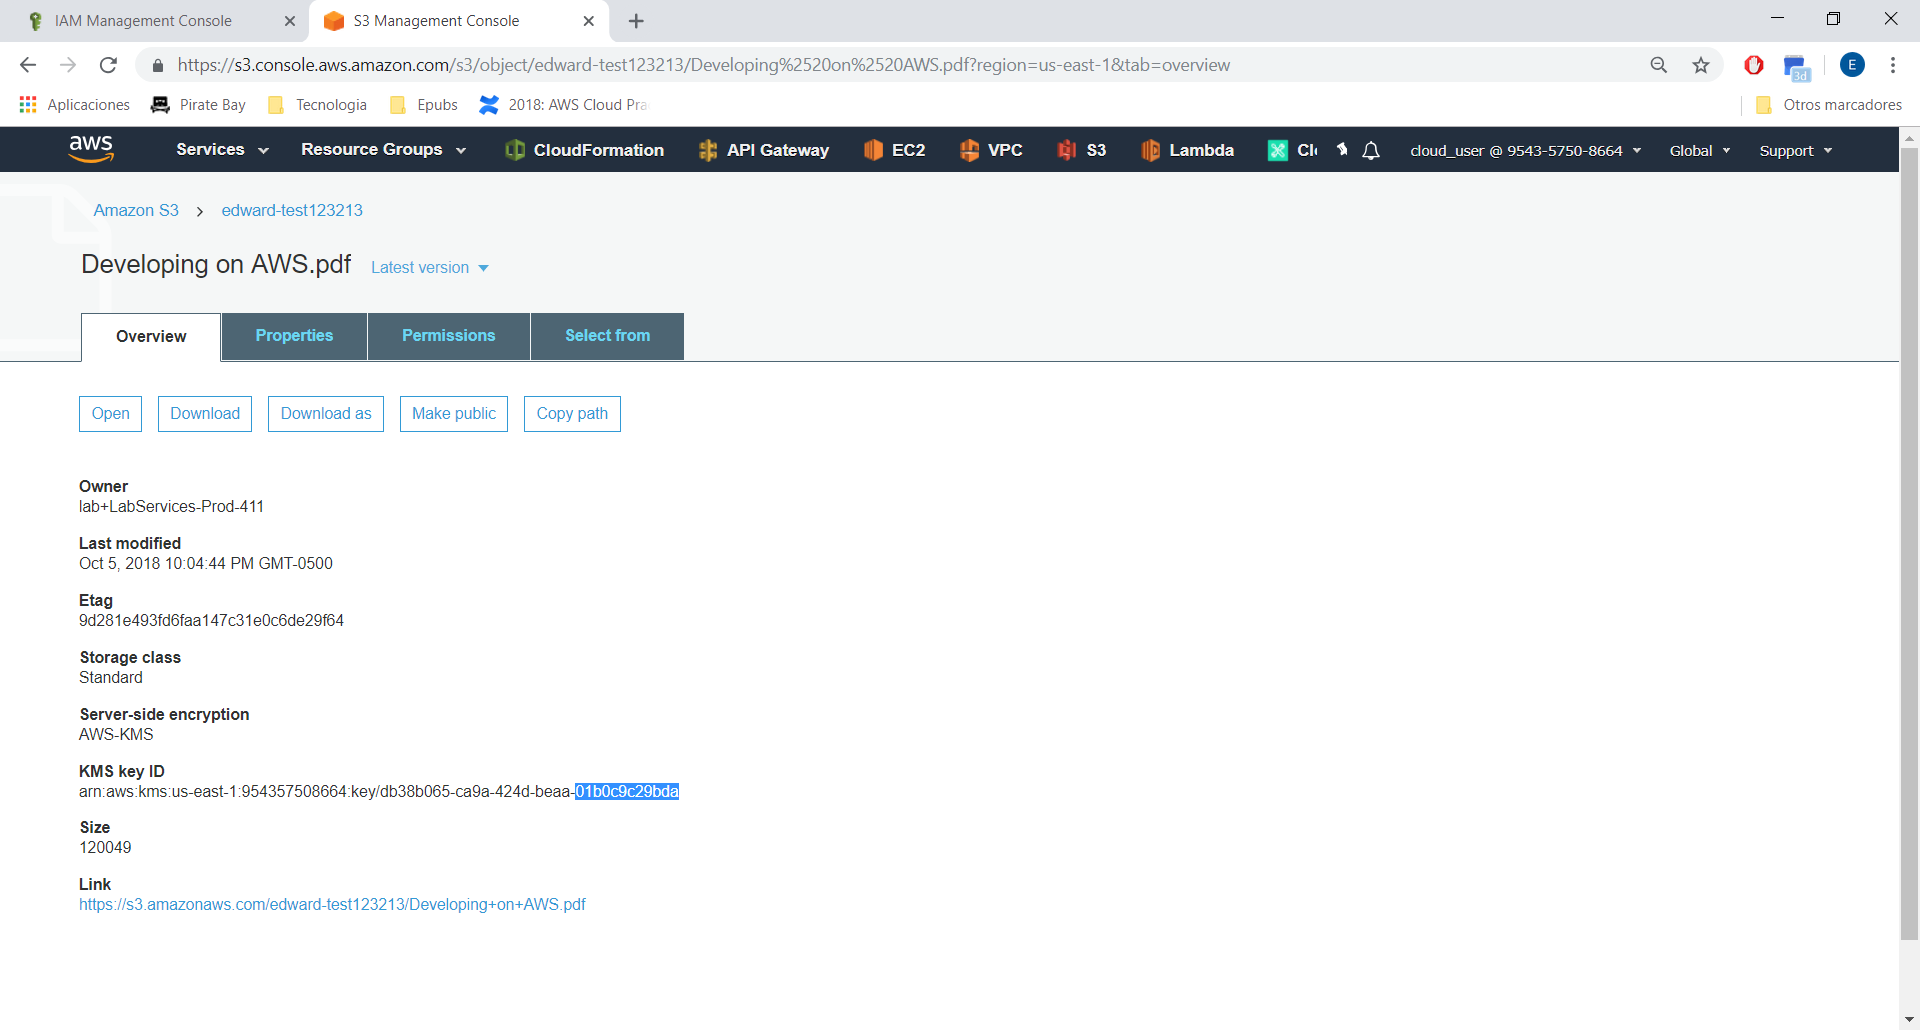 IAM Management Console
S3 Management Console
https://s3.console.aws.amazon.com/s3/object/edward-test123213/Developing%2520on%2520AWS.pdf?region=us-east-1&tab=overview
3d
E
Aplicaciones Pirate Bay Tecnologia Epubs 2018: AWS Cloud Pra Otros marcadores
aws Services Resource Groups CloudFormation API Gateway EC2 VPC S3 Lambda Cl cloud_user @ 9543-5750-8664 Global Support
Amazon S3 > edward-test123213
Developing on AWS.pdf Latest version
Overview Properties Permissions Select from
Open Download Download as Make public Copy path
Owner
lab+LabServices-Prod-411
Last modified
Oct 5, 2018 10:04:44 PM GMT-0500
Etag
9d281e493fd6faa147c31e0c6de29f64
Storage class
Standard
Server-side encryption
AWS-KMS
KMS key ID
arn:aws:kms:us-east-1:954357508664:key/db38b065-ca9a-424d-beaa-01b0c9c29bda
Size
120049
Link
https://s3.amazonaws.com/edward-test123213/Developing+on+AWS.pdf